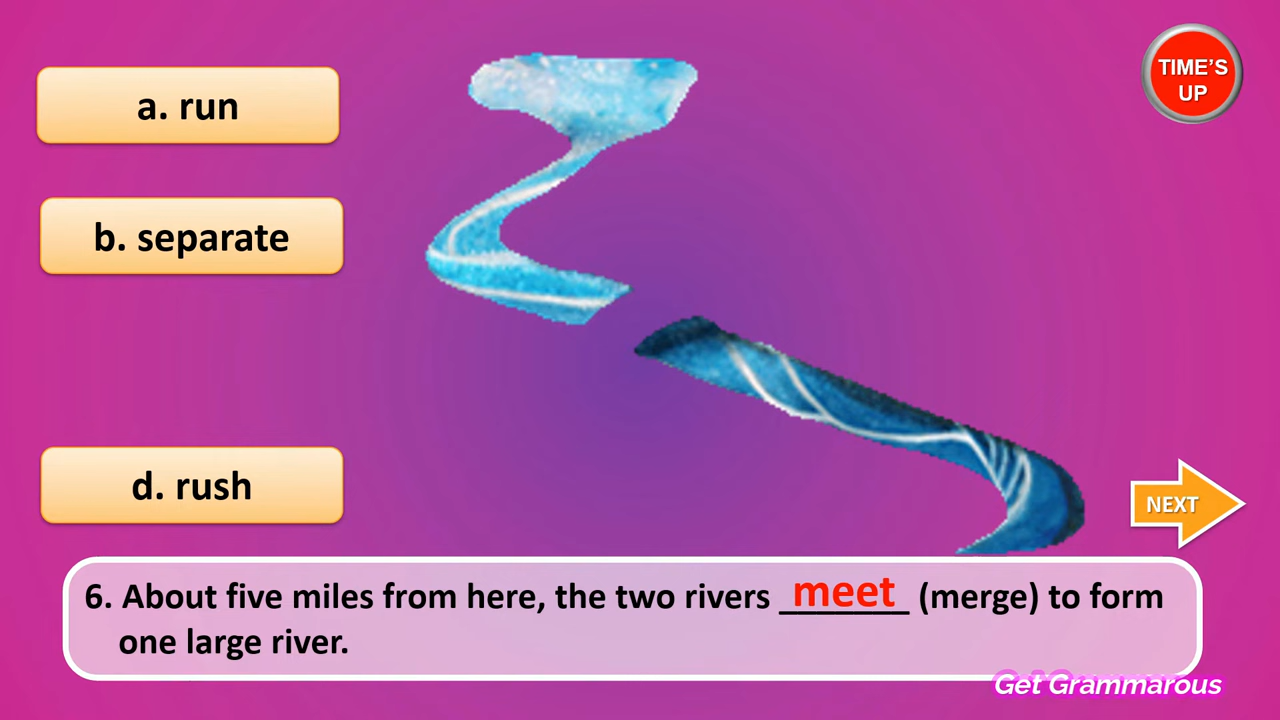 TIME'S
UP
a. run
b. separate
d. rush
NEXT
6. About five miles from here, the two rivers meet (merge) to form
one large river.
Get Grammarous